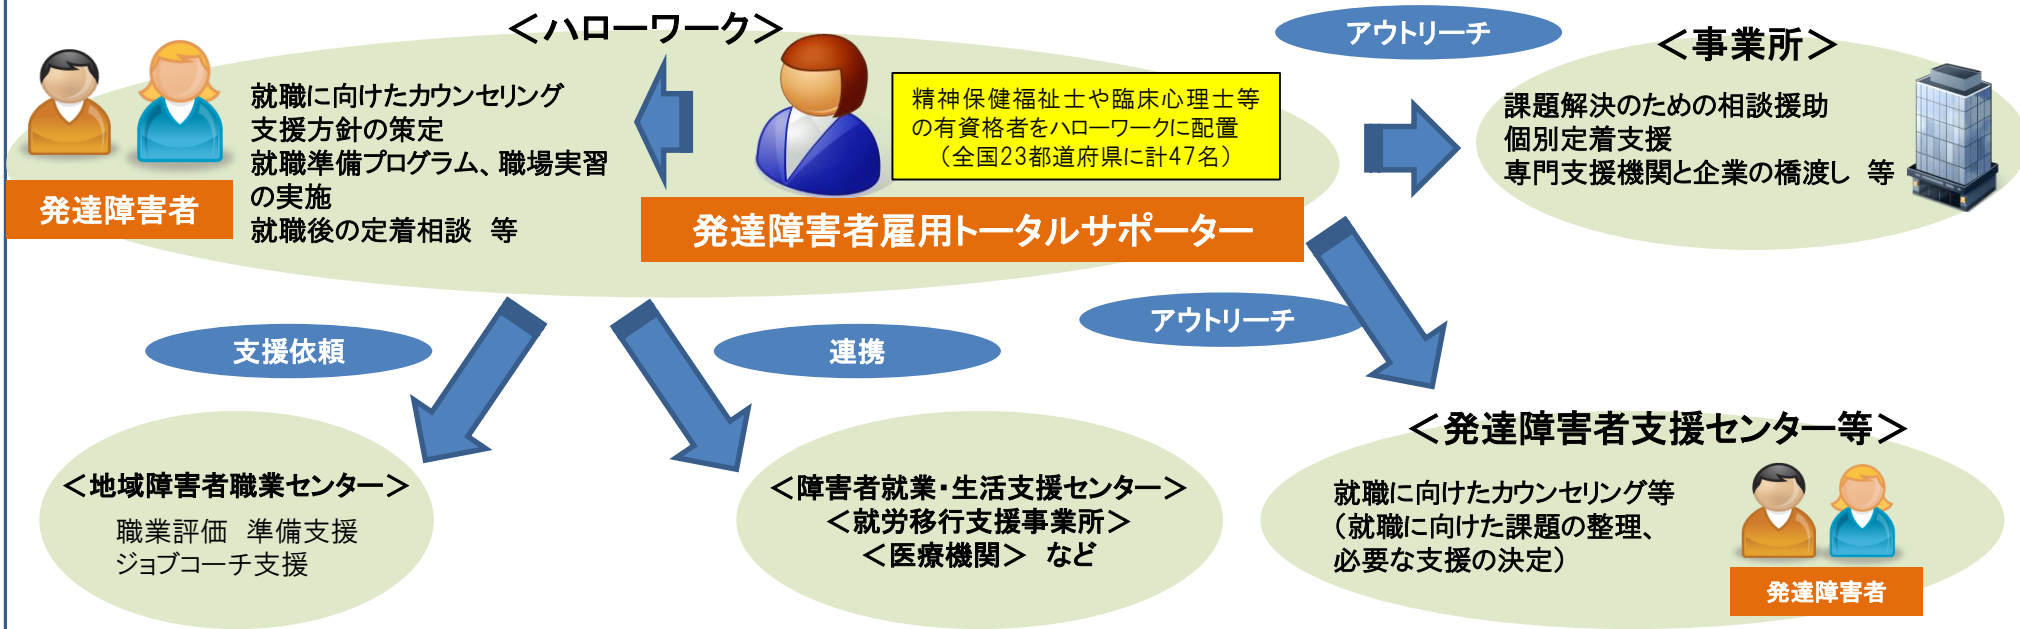 ＜ハローワーク＞
就職に向けたカウンセリング
支援方針の策定
就職準備プログラム、職場実習
の実施
就職後の定着相談　等
発達障害者
精神保健福祉士や臨床心理士等
の有資格者をハローワークに配置
（全国23都道府県に計47名）
発達障害者雇用トータルサポーター
アウトリーチ
＜事業所＞
課題解決のための相談援助
個別定着支援
専門支援機関と企業の橋渡し　等
支援依頼
連携
アウトリーチ
＜地域障害者職業センター＞
職業評価　準備支援
ジョブコーチ支援
＜障害者就業・生活支援センター＞
＜就労移行支援事業所＞
＜医療機関＞　など
＜発達障害者支援センター等＞
就職に向けたカウンセリング等
（就職に向けた課題の整理、
必要な支援の決定）
発達障害者